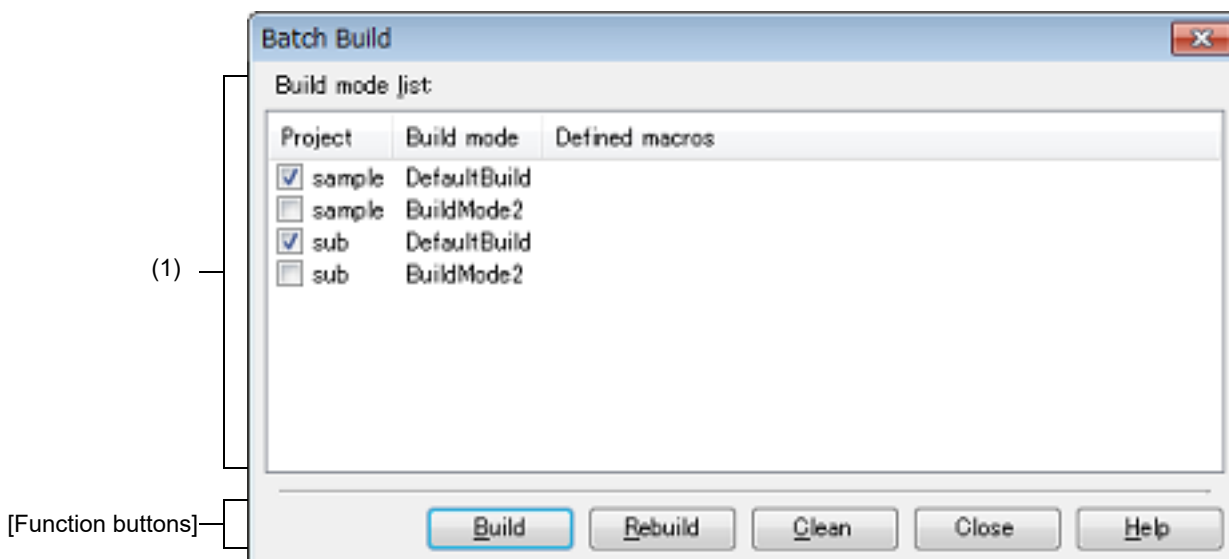 Batch Build
Build mode list:
Project Build mode Defined macros
sample DefaultBuild
sample BuildMode2
sub DefaultBuild
sub BuildMode2
(1)
[Function buttons]
Build Rebuild Clean Close Help